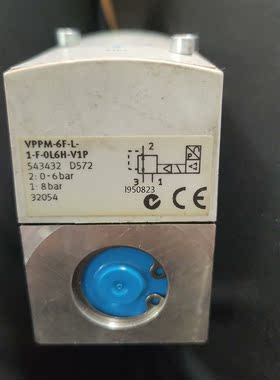 VPPM-6F-L-
1-F-0L6H-V1P
543432 D572
2: 0-6bar
1: 8bar
32054
2
3
1
P
I950823
CE